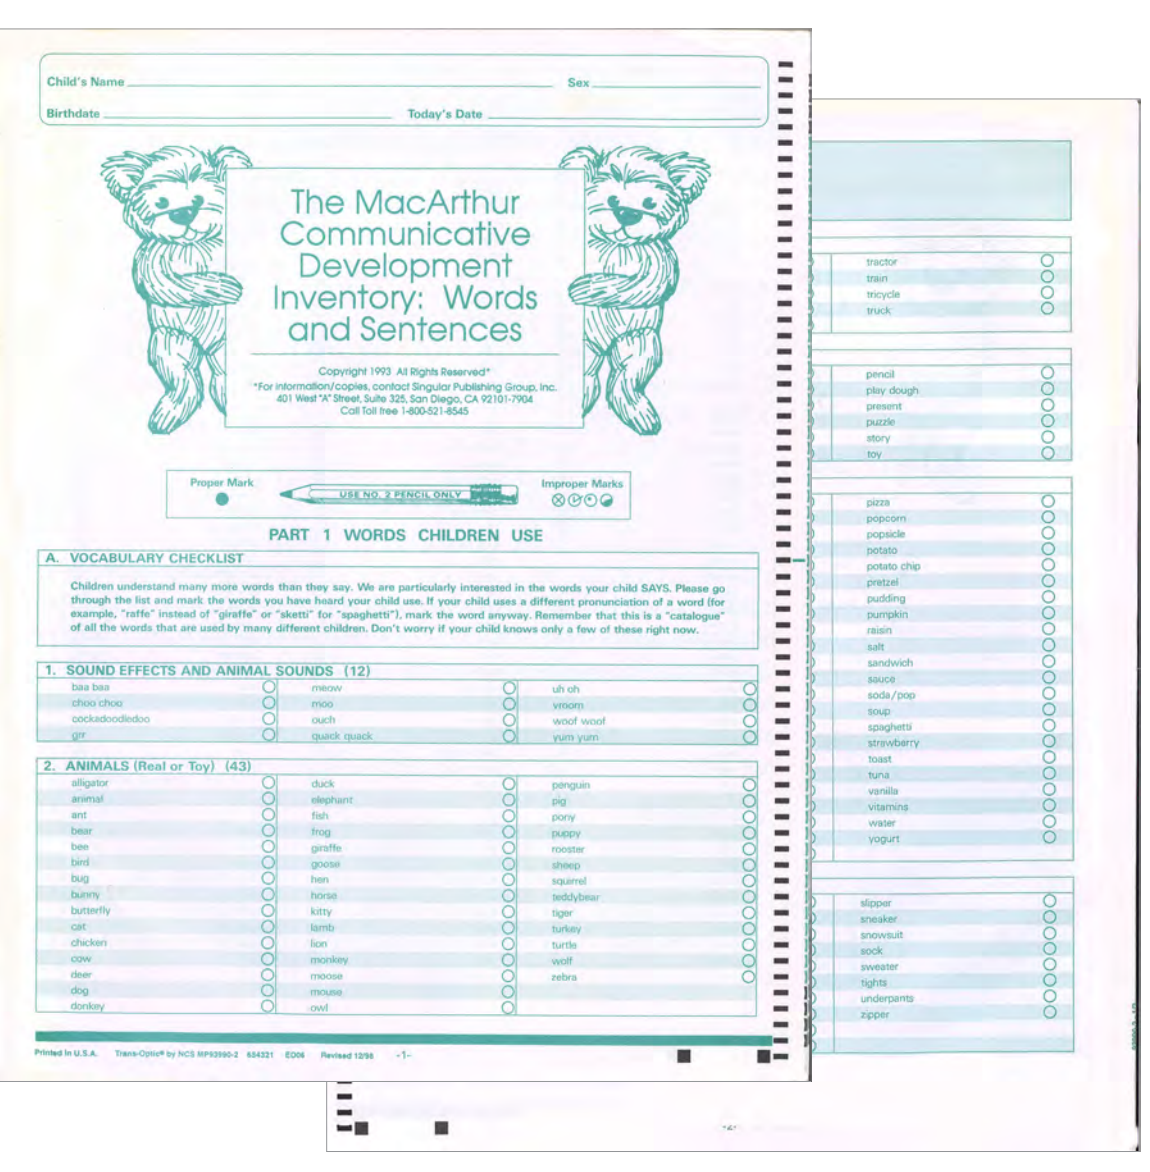 Child's Name
Sex
Birthdate
Today's Date
The MacArthur
Communicative
Development
Inventory: Words
and Sentences
Copyright 1993 All Rights Reserved*
*For information/copies, contact Singular Publishing Group, Inc.
401 West "A" Street, Suite 325, San Diego, CA 92101-7904
Call Toll free 1-800-521-8545
Proper Mark
USE NO. 2 PENCIL ONLY
Improper Marks
PART 1 WORDS CHILDREN USE
A. VOCABULARY CHECKLIST
Children understand many more words than they say. We are particularly interested in the words your child SAYS. Please go
through the list and mark the words you have heard your child use. If your child uses a different pronunciation of a word (for
example, "raffe" instead of "giraffe" or "sketti" for "spaghetti"), mark the word anyway. Remember that this is a "catalogue"
of all the words that are used by many different children. Don't worry if your child knows only a few of these right now.
1. SOUND EFFECTS AND ANIMAL SOUNDS (12)
baa baa
choo choo
cockadoodledoo
grr
meow
moo
ouch
quack quack
uh oh
vroom
woof woof
yum yum
2. ANIMALS (Real or Toy) (43)
alligator
animal
ant
bear
bee
bird
bug
bunny
butterfly
cat
chicken
cow
deer
dog
donkey
duck
elephant
fish
frog
giraffe
goose
hen
horse
kitty
lamb
lion
monkey
moose
mouse
owl
penguin
pig
pony
puppy
rooster
sheep
squirrel
teddybear
tiger
turkey
turtle
wolf
zebra
Printed in U.S.A. Trans-Optic® by NCS MP93990-2 654321 ED06 Revised 12/98 -1-
tractor
train
tricycle
truck
pencil
play dough
present
puzzle
story
toy
pizza
popcorn
popsicle
potato
potato chip
pretzel
pudding
pumpkin
raisin
salt
sandwich
sauce
soda/pop
soup
spaghetti
strawberry
toast
tuna
vanilla
vitamins
water
yogurt
slipper
sneaker
snowsuit
sock
sweater
tights
underpants
zipper
-2-